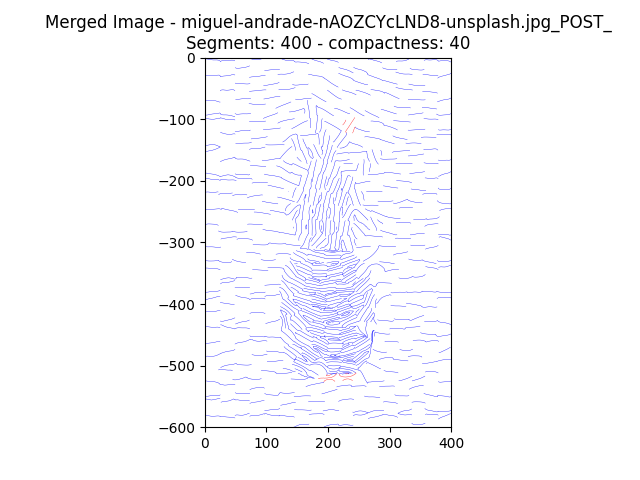 Merged Image - miguel-andrade-nAOZCYcLND8-unsplash.jpg_POST_
Segments: 400 - compactness: 40
0
−100
−200
−300
−400
−500
−600
0 100 200 300 400